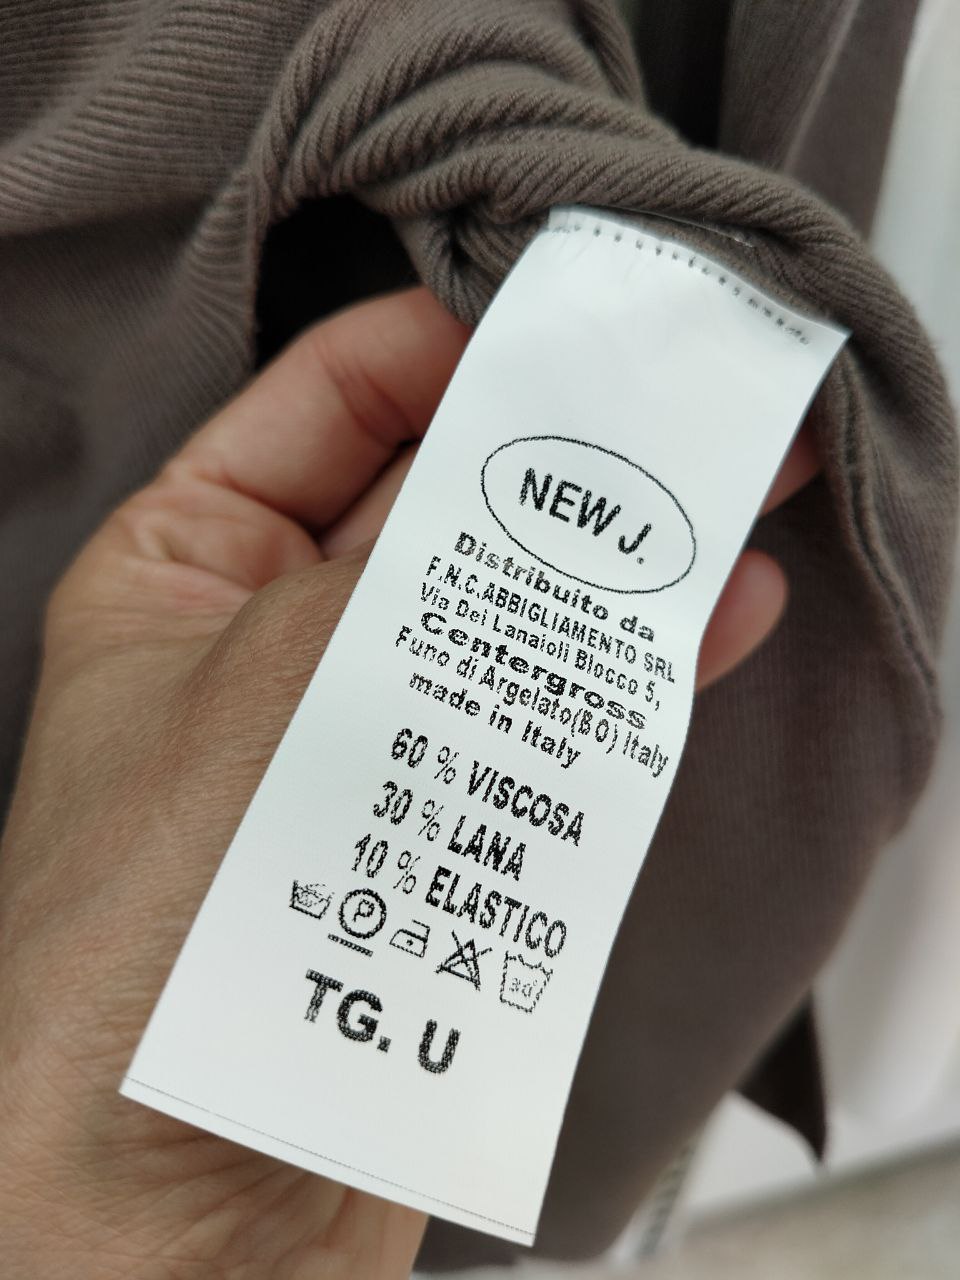 NEW J.
Distribuito da
F.N.C.ABBIGLIAMENTO SRL
Via Dei Lanaioli Blocco 5,
Centergross
Funo di Argelato(BO) Italy
made in Italy
60 % VISCOSA
30 % LANA
10 % ELASTICO
P 30°
TG. U